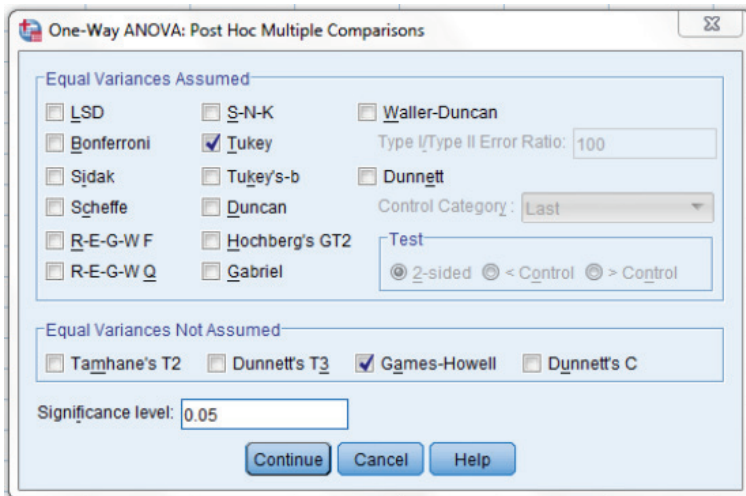 One-Way ANOVA: Post Hoc Multiple Comparisons
Equal Variances Assumed
LSD S-N-K Waller-Duncan
Bonferroni Tukey Type I/Type II Error Ratio: 100
Sidak Tukey's-b Dunnett
Scheffe Duncan Control Category : Last
R-E-G-W F Hochberg's GT2 Test
R-E-G-W Q Gabriel 2-sided < Control > Control
Equal Variances Not Assumed
Tamhane's T2 Dunnett's T3 Games-Howell Dunnett's C
Significance level: 0.05
Continue Cancel Help